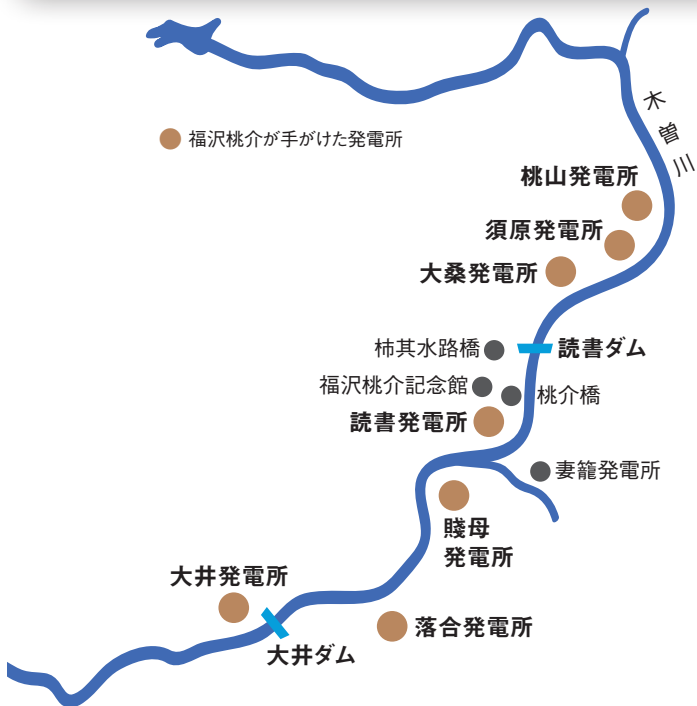 福沢桃介が手がけた発電所
木曽川
桃山発電所
須原発電所
大桑発電所
柿其水路橋
読書ダム
福沢桃介記念館
桃介橋
読書発電所
妻籠発電所
賤母
発電所
大井発電所
落合発電所
大井ダム